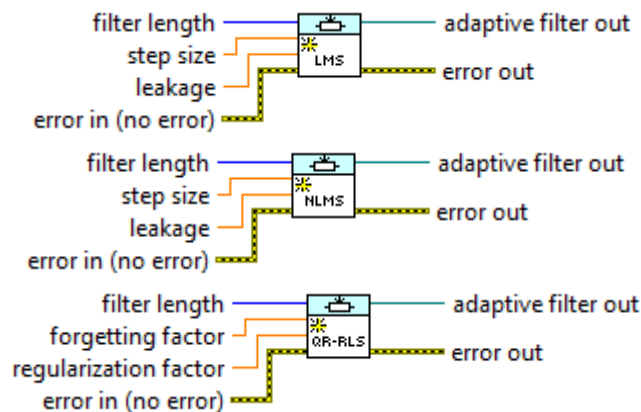 filter length adaptive filter out
step size
LMS error out
leakage
error in (no error)
filter length adaptive filter out
step size
NLMS error out
leakage
error in (no error)
filter length adaptive filter out
forgetting factor
QR-RLS error out
regularization factor
error in (no error)